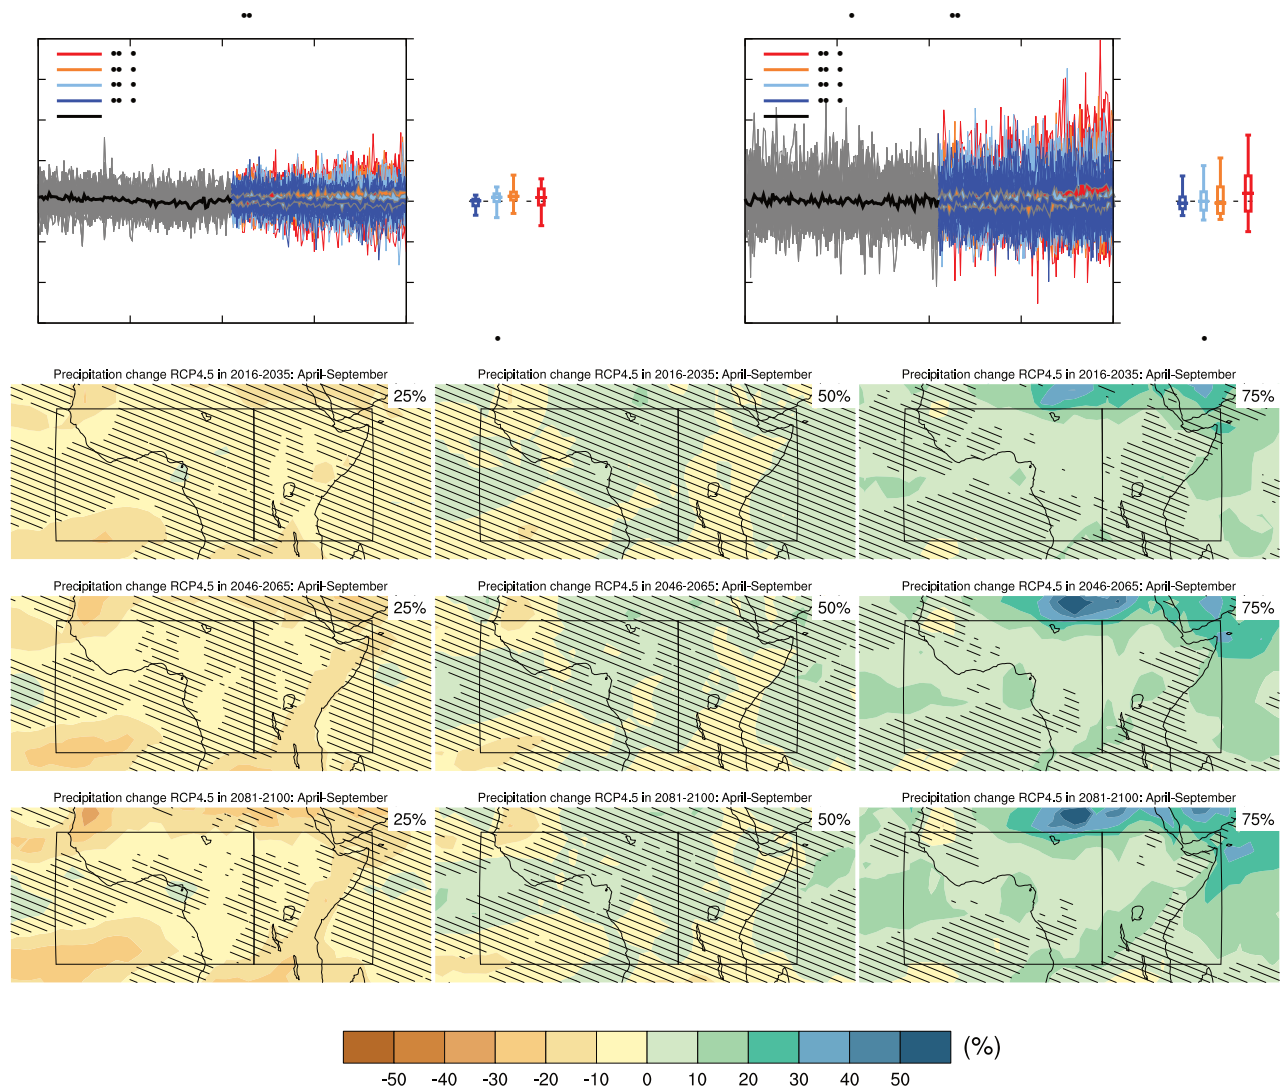 Precipitation change RCP4.5 in 2016-2035: April-September
25%
Precipitation change RCP4.5 in 2016-2035: April-September
50%
Precipitation change RCP4.5 in 2016-2035: April-September
75%
Precipitation change RCP4.5 in 2046-2065: April-September
25%
Precipitation change RCP4.5 in 2046-2065: April-September
50%
Precipitation change RCP4.5 in 2046-2065: April-September
75%
Precipitation change RCP4.5 in 2081-2100: April-September
25%
Precipitation change RCP4.5 in 2081-2100: April-September
50%
Precipitation change RCP4.5 in 2081-2100: April-September
75%
(%)
-50 -40 -30 -20 -10 0 10 20 30 40 50